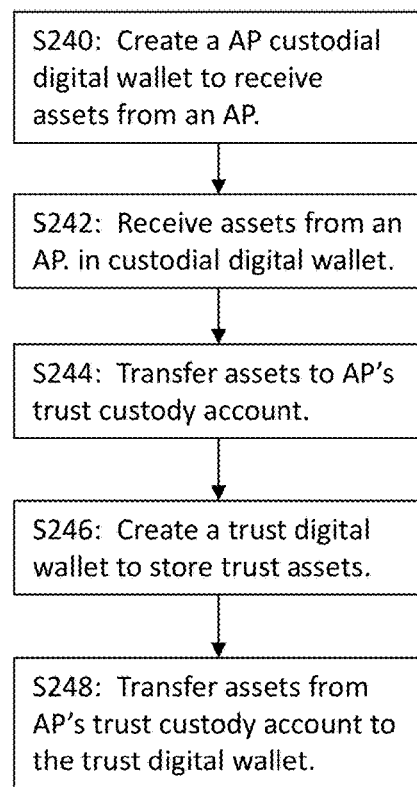 S240: Create a AP custodial
digital wallet to receive
assets from an AP.
S242: Receive assets from an
AP. in custodial digital wallet.
S244: Transfer assets to AP's
trust custody account.
S246: Create a trust digital
wallet to store trust assets.
S248: Transfer assets from
AP's trust custody account to
the trust digital wallet.